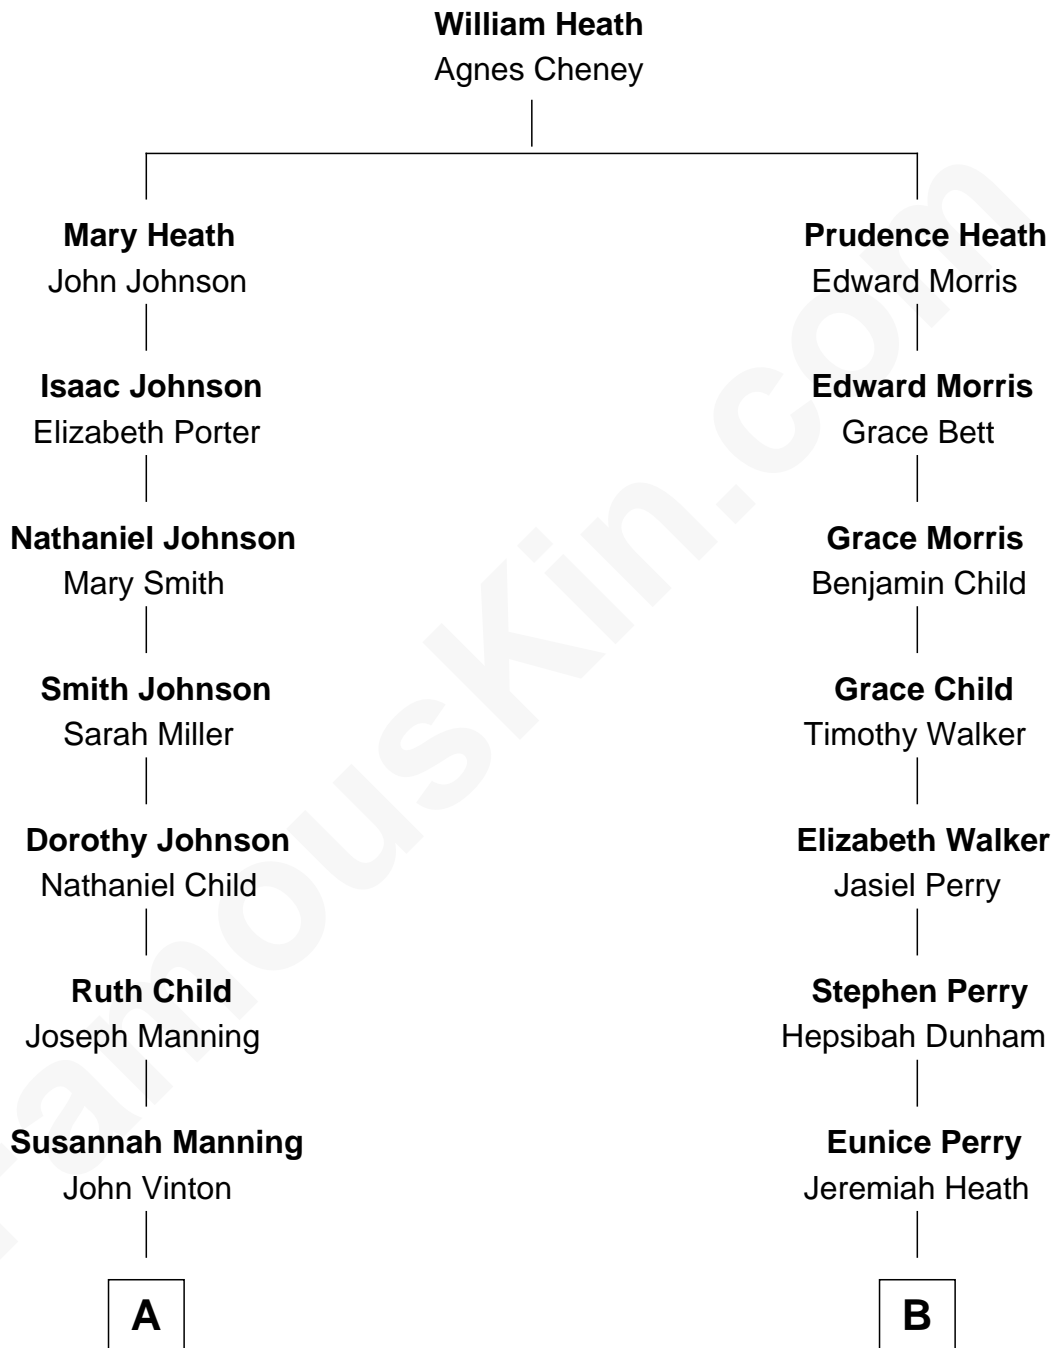 William Heath
Agnes Cheney
Mary Heath
John Johnson
Prudence Heath
Edward Morris
Isaac Johnson
Elizabeth Porter
Edward Morris
Grace Bett
Nathaniel Johnson
Mary Smith
Grace Morris
Benjamin Child
Smith Johnson
Sarah Miller
Grace Child
Timothy Walker
Dorothy Johnson
Nathaniel Child
Elizabeth Walker
Jasiel Perry
Ruth Child
Joseph Manning
Stephen Perry
Hepsibah Dunham
Susannah Manning
John Vinton
Eunice Perry
Jeremiah Heath
A
B
FamousKin.com